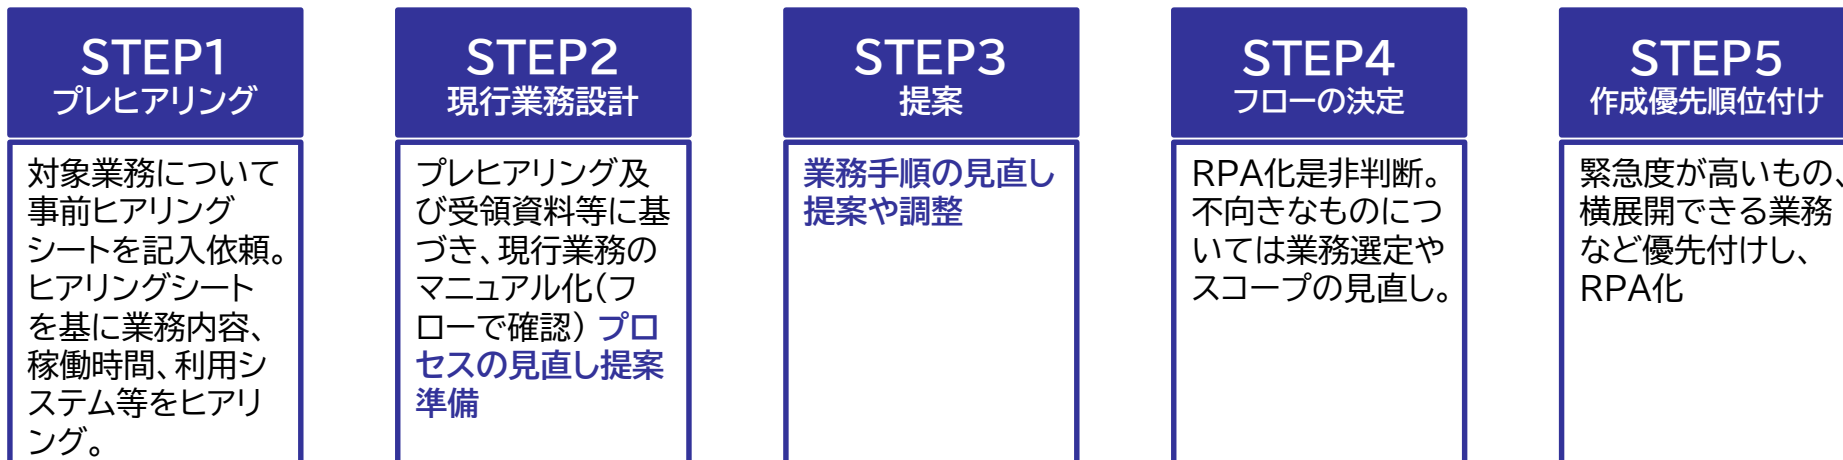 STEP1
プレヒアリング
対象業務について
事前ヒアリング
シートを記入依頼。
ヒアリングシート
を基に業務内容、
稼働時間、利用シ
ステム等をヒアリ
ング。
STEP2
現行業務設計
プレヒアリング及
び受領資料等に基
づき、現行業務の
マニュアル化(フ
ローで確認) プロ
セスの見直し提案
準備
STEP3
提案
業務手順の見直し
提案や調整
STEP4
フローの決定
RPA化是非判断。
不向きなものにつ
いては業務選定や
スコープの見直し。
STEP5
作成優先順位付け
緊急度が高いもの、
横展開できる業務
など優先付けし、
RPA化